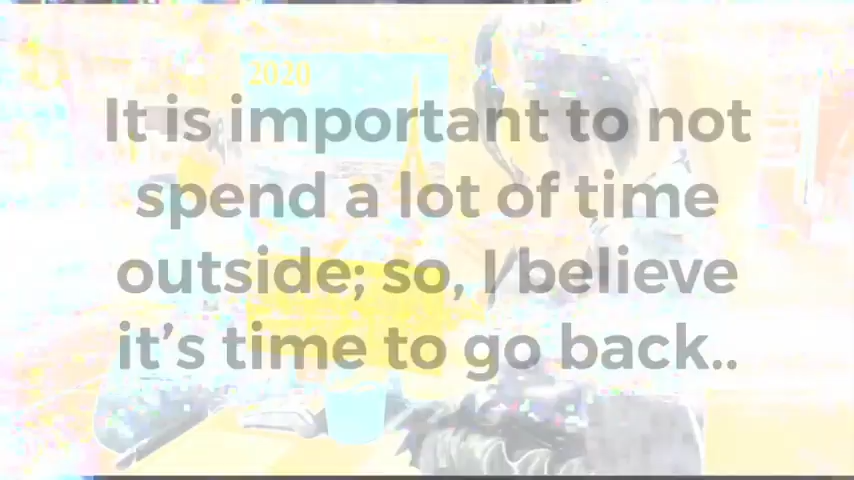 2020
It is important to not
spend a lot of time
outside; so, I believe
it’s time to go back..